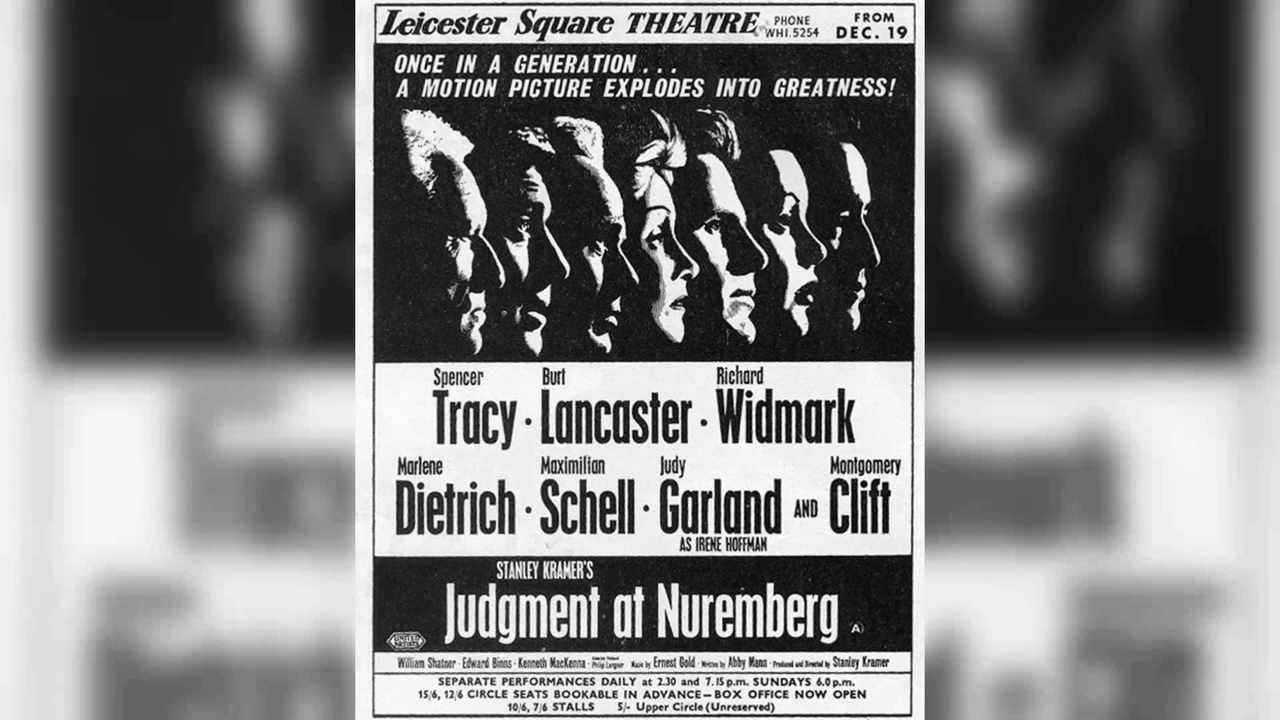 Leicester Square THEATRE PHONE WHI.5254 FROM DEC. 19
ONCE IN A GENERATION...
A MOTION PICTURE EXPLODES INTO GREATNESS!
Spencer Burt Richard
Tracy · Lancaster · Widmark
Marlene Maximilian Judy Montgomery
Dietrich · Schell · Garland AND Clift
AS IRENE HOFFMAN
STANLEY KRAMER'S
Judgment at Nuremberg A)
UNITED ARTISTS
William Shatner · Edward Binns · Kenneth MacKenna · Philip Langner · Music by Ernest Gold · Written by Abby Mann · Produced and Directed by Stanley Kramer
SEPARATE PERFORMANCES DAILY at 2.30 and 7.15 p.m. SUNDAYS 6.0 p.m.
15/6, 12/6 CIRCLE SEATS BOOKABLE IN ADVANCE—BOX OFFICE NOW OPEN
10/6, 7/6 STALLS 5/- Upper Circle (Unreserved)